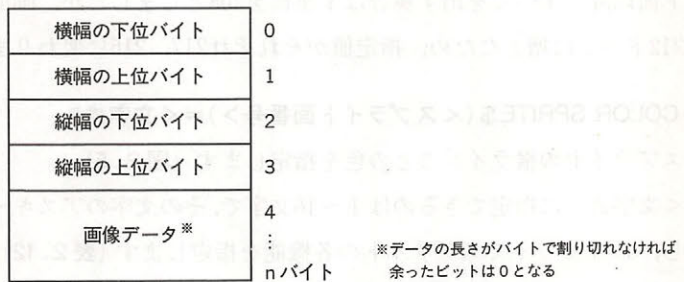 横幅の下位バイト 0
横幅の上位バイト 1
縦幅の下位バイト 2
縦幅の上位バイト 3
画像データ※ 4
⋮
nバイト
※データの長さがバイトで割り切れなければ
余ったビットは0となる